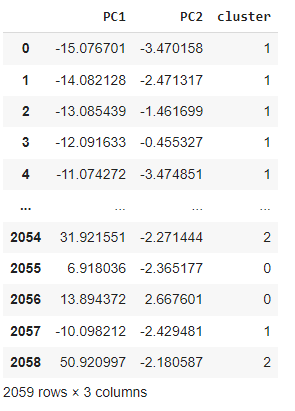 PC1 PC2 cluster
0 -15.076701 -3.470158 1
1 -14.082128 -2.471317 1
2 -13.085439 -1.461699 1
3 -12.091633 -0.455327 1
4 -11.074272 -3.474851 1
... ... ... ...
2054 31.921551 -2.271444 2
2055 6.918036 -2.365177 0
2056 13.894372 2.667601 0
2057 -10.098212 -2.429481 1
2058 50.920997 -2.180587 2
2059 rows × 3 columns